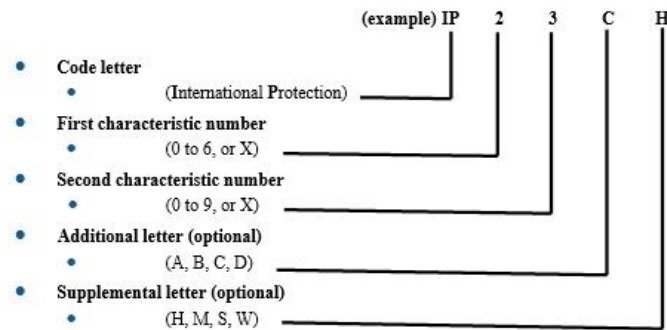 (example) IP 2 3 C H
Code letter
(International Protection)
First characteristic number
(0 to 6, or X)
Second characteristic number
(0 to 9, or X)
Additional letter (optional)
(A, B, C, D)
Supplemental letter (optional)
(H, M, S, W)